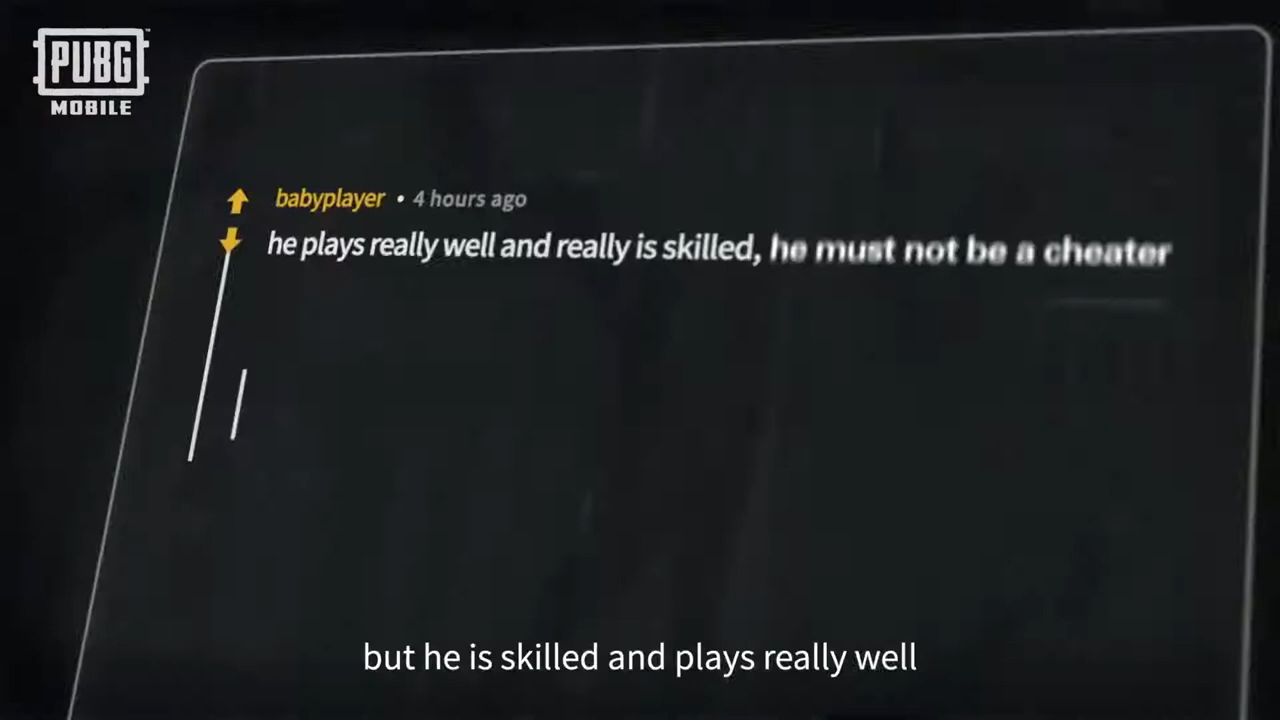 PUBG
MOBILE
babyplayer • 4 hours ago
he plays really well and really is skilled, he must not be a cheater
but he is skilled and plays really well